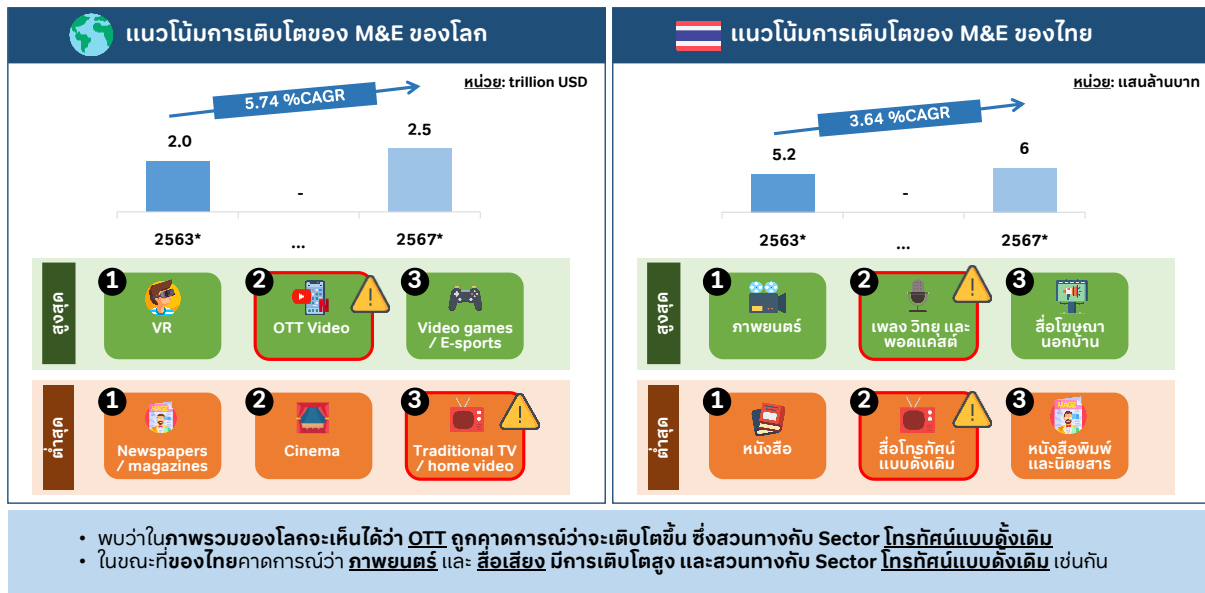 แนวโน้มการเติบโตของ M&E ของโลก
หน่วย: trillion USD
5.74 %CAGR
2.0
-
2.5
2563*
...
2567*
สูงสุด
1
VR
2
OTT Video
3
Video games
/ E-sports
ต่ำสุด
1
Newspapers
/ magazines
2
Cinema
3
Traditional TV
/ home video
แนวโน้มการเติบโตของ M&E ของไทย
หน่วย: แสนล้านบาท
3.64 %CAGR
5.2
-
6
2563*
...
2567*
สูงสุด
1
ภาพยนตร์
2
เพลง วิทยุ และ
พอดแค้สต์
3
สื่อโฆษณา
นอกบ้าน
ต่ำสุด
1
หนังสือ
2
สื่อโทรทัศน์
แบบดั้งเดิม
3
หนังสือพิมพ์
และนิตยสาร
• พบว่าในภาพรวมของโลกจะเห็นได้ว่า OTT ถูกคาดการณ์ว่าจะเติบโตขึ้น ซึ่งสวนทางกับ Sector โทรทัศน์แบบดั้งเดิม
• ในขณะที่ของไทยคาดการณ์ว่า ภาพยนตร์ และ สื่อเสียง มีการเติบโตสูง และสวนทางกับ Sector โทรทัศน์แบบดั้งเดิม เช่นกัน